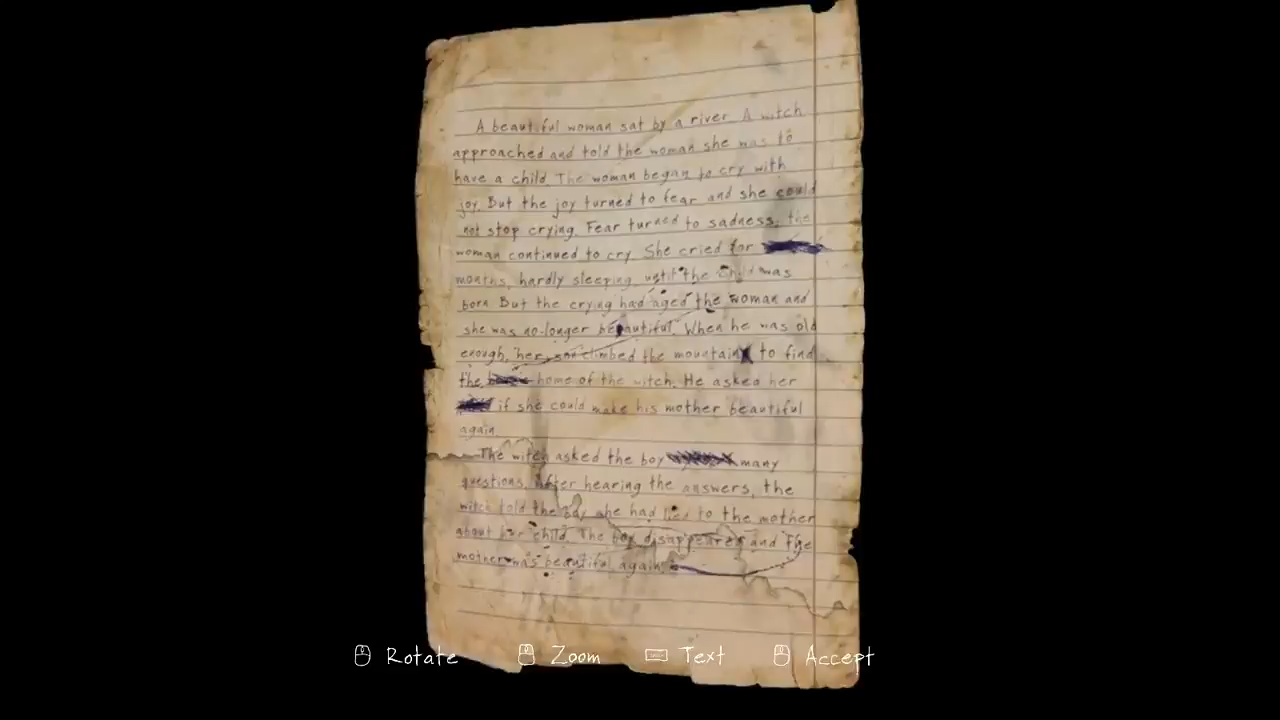 A beautiful woman sat by a river. A witch
approached and told the woman she was to
have a child. The woman began to cry with
joy. But the joy turned to fear and she could
not stop crying. Fear turned to sadness, the
woman continued to cry. She cried for
months, hardly sleeping, until the child was
born. But the crying had aged the woman and
she was no-longer beautiful. When he was old
enough, her son climbed the mountain to find
the home of the witch. He asked her
if she could make his mother beautiful
again.
The witch asked the boy many
questions. After hearing the answers, the
witch told the boy she had lied to the mother
about her child. The boy disappeared and the
mother was beautiful again.
Rotate Zoom Text Accept